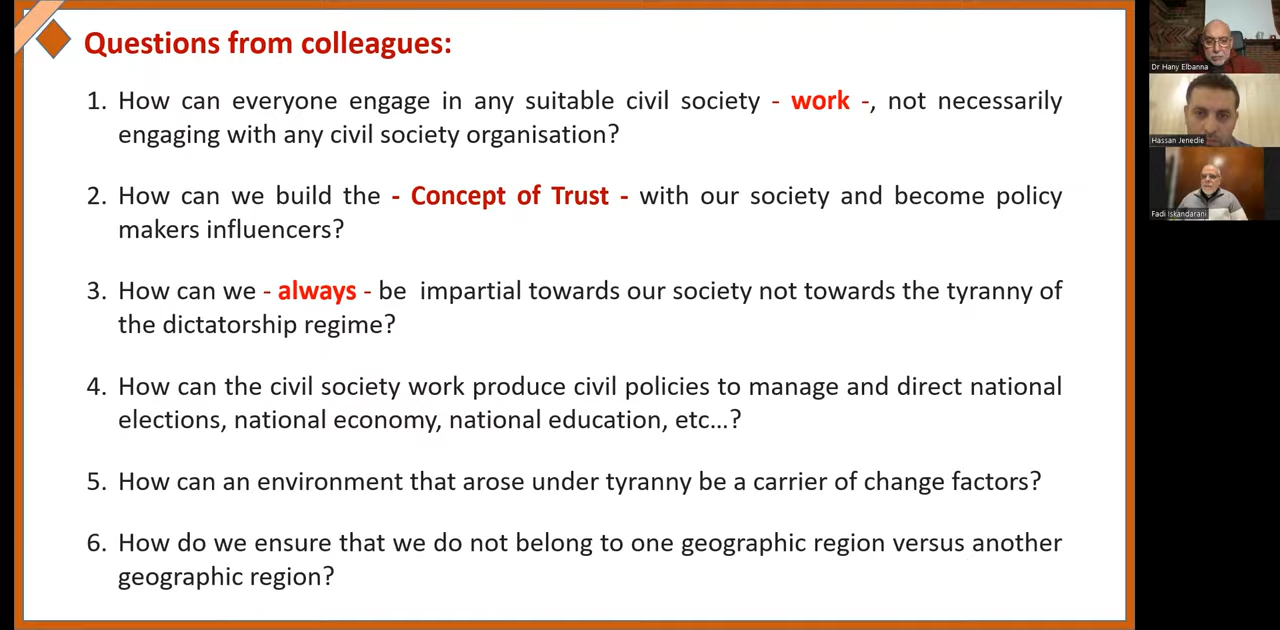 Questions from colleagues:
1. How can everyone engage in any suitable civil society - work -, not necessarily
engaging with any civil society organisation?
2. How can we build the - Concept of Trust - with our society and become policy
makers influencers?
3. How can we - always - be impartial towards our society not towards the tyranny of
the dictatorship regime?
4. How can the civil society work produce civil policies to manage and direct national
elections, national economy, national education, etc...?
5. How can an environment that arose under tyranny be a carrier of change factors?
6. How do we ensure that we do not belong to one geographic region versus another
geographic region?
Dr Hany Elbanna
Hassan Jenedie
Fadi Iskandarani